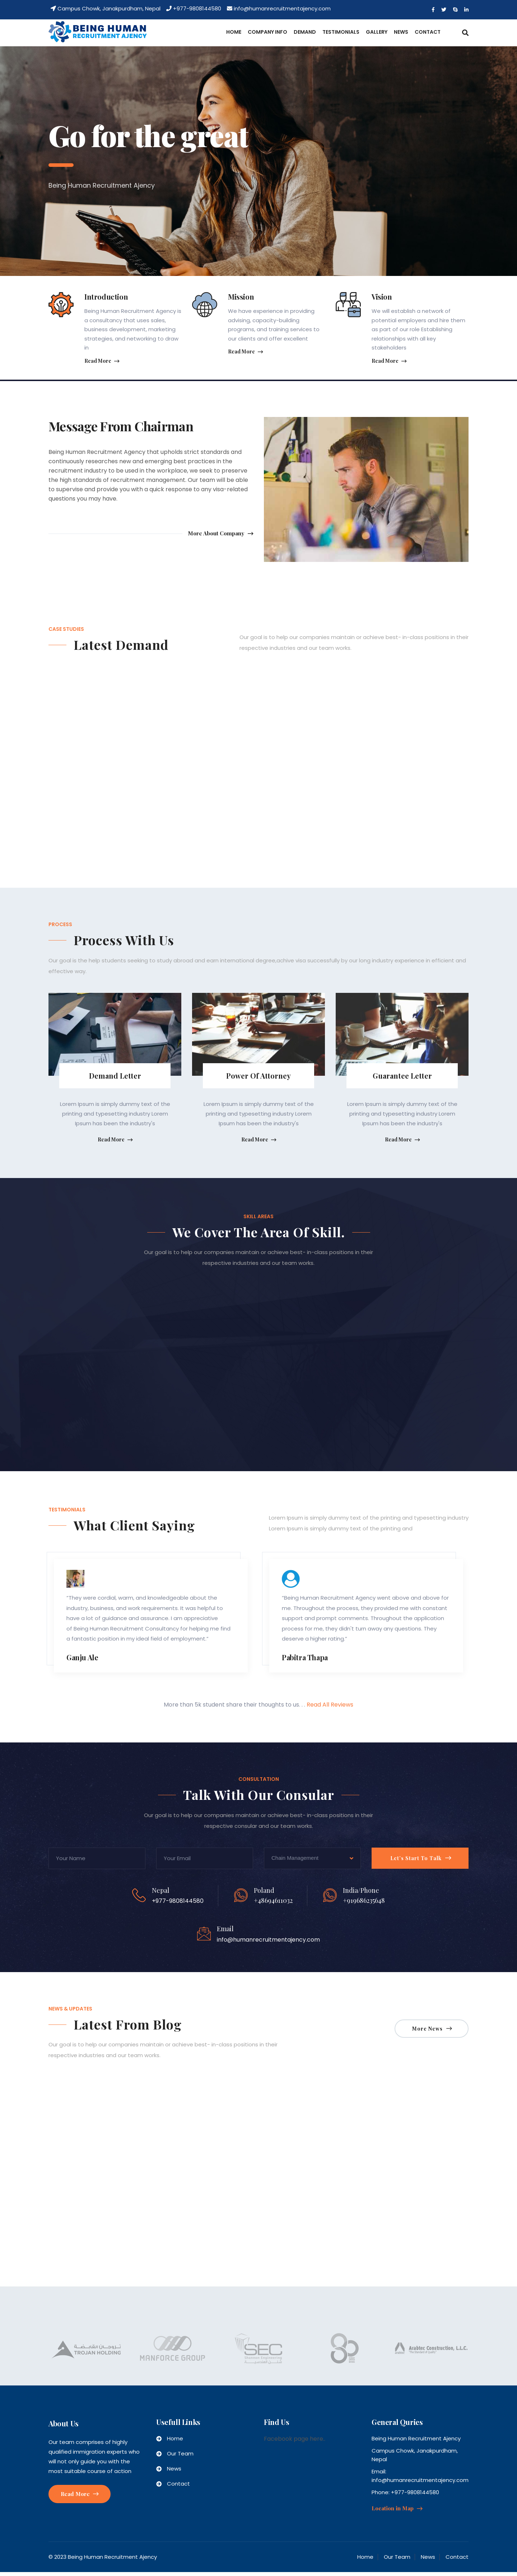 Campus Chowk, Janakpurdham, Nepal +977-9808144580 info@humanrecruitmentajency.com
BEING HUMAN
RECRUITMENT AJENCY
HOME COMPANY INFO DEMAND TESTIMONIALS GALLERY NEWS CONTACT
Go for the great
Being Human Recruitment Ajency
Introduction
Being Human Recruitment Ajency is
a consultancy that uses sales,
business development, marketing
strategies, and networking to draw
in
Read More
Mission
We have experience in providing
advising, capacity-building
programs, and training services to
our clients and offer excellent
Read More
Vision
We will establish a network of
potential employers and hire them
as part of our role Establishing
relationships with all key
stakeholders
Read More
Message From Chairman
Being Human Recruitment Agency that upholds strict standards and
continuously researches new and emerging best practices in the
recruitment industry to be used in the workplace, we seek to preserve
the high standards of recruitment management. Our team will be able
to supervise and provide you with a quick response to any visa-related
questions you may have.
More About Company
CASE STUDIES
Latest Demand
Our goal is to help our companies maintain or achieve best- in-class positions in their
respective industries and our team works.
PROCESS
Process With Us
Our goal is the help students seeking to study abroad and earn international degree,achive visa successfully by our long industry experience in efficient and
effective way.
Demand Letter
Lorem Ipsum is simply dummy text of the
printing and typesetting industry Lorem
Ipsum has been the industry's
Read More
Power Of Attorney
Lorem Ipsum is simply dummy text of the
printing and typesetting industry Lorem
Ipsum has been the industry's
Read More
Guarantee Letter
Lorem Ipsum is simply dummy text of the
printing and typesetting industry Lorem
Ipsum has been the industry's
Read More
SKILL AREAS
We Cover The Area Of Skill.
Our goal is to help our companies maintain or achieve best- in-class positions in their
respective industries and our team works.
TESTIMONIALS
What Client Saying
Lorem Ipsum is simply dummy text of the printing and typesetting industry
Lorem Ipsum is simply dummy text of the printing and
"They were cordial, warm, and knowledgeable about the
industry, business, and work requirements. It was helpful to
have a lot of guidance and assurance. I am appreciative
of Being Human Recruitment Consultancy for helping me find
a fantastic position in my ideal field of employment."
Ganju Ale
"Being Human Recruitment Ajency went above and above for
me. Throughout the process, they provided me with constant
support and prompt comments. Throughout the application
process for me, they didn't turn away any questions. They
deserve a higher rating."
Pabitra Thapa
More than 5k student share their thoughts to us. . . Read All Reviews
CONSULTATION
Talk With Our Consular
Our goal is to help our companies maintain or achieve best- in-class positions in their
respective consular and our team works.
Your Name
Your Email
Chain Management
Let's Start To Talk
Nepal
+977-9808144580
Poland
+48694611032
India/Phone
+919686235648
Email
info@humanrecruitmentajency.com
NEWS & UPDATES
Latest From Blog
Our goal is to help our companies maintain or achieve best- in-class positions in their
respective industries and our team works.
More News
TROJAN HOLDING
MANFORCE GROUP
SEC
Arabtec Construction, L.L.C.
About Us
Our team comprises of highly
qualified immigration experts who
will not only guide you with the
most suitable course of action
Read More
Usefull Links
Home
Our Team
News
Contact
Find Us
Facebook page here..
General Quries
Being Human Recruitment Ajency
Campus Chowk, Janakpurdham,
Nepal
Email:
info@humanrecruitmentajency.com
Phone: +977-9808144580
Location in Map
© 2023 Being Human Recruitment Ajency
Home Our Team News Contact